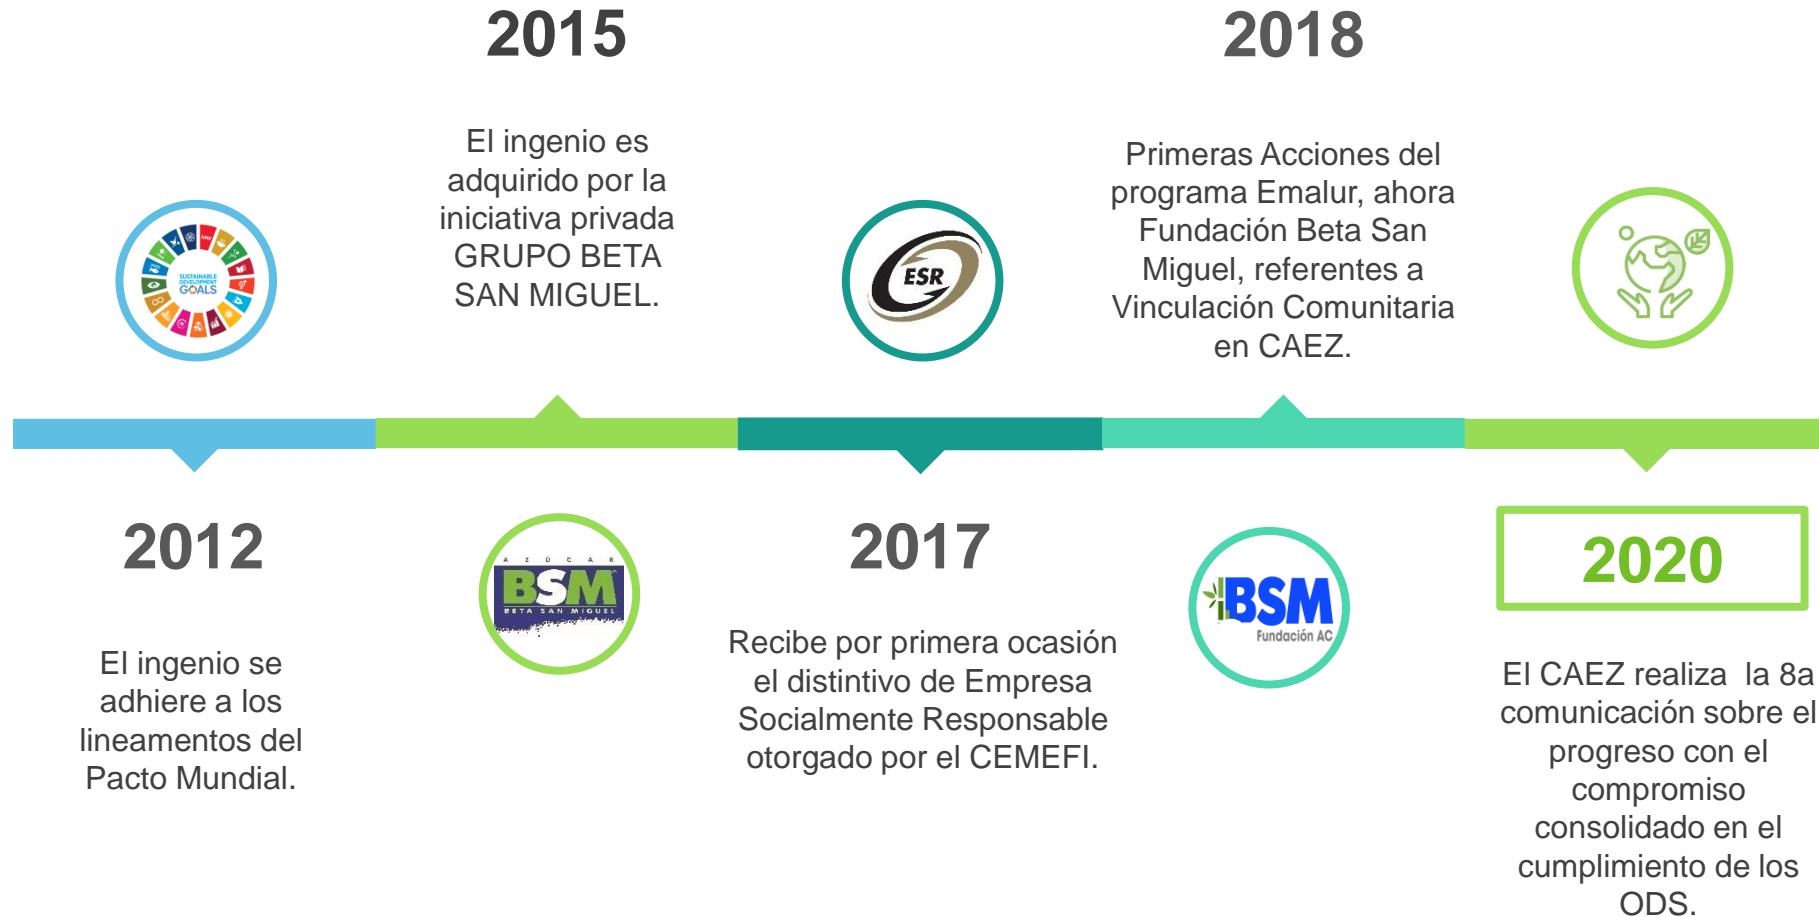 2015
El ingenio es
adquirido por la
iniciativa privada
GRUPO BETA
SAN MIGUEL.
2018
Primeras Acciones del
programa Emalur, ahora
Fundación Beta San
Miguel, referentes a
Vinculación Comunitaria
en CAEZ.
SUSTAINABLE
DEVELOPMENT
GOALS
ESR
2012
El ingenio se
adhiere a los
lineamentos del
Pacto Mundial.
AZÚCAR
BSM
BETA SAN MIGUEL
2017
Recibe por primera ocasión
el distintivo de Empresa
Socialmente Responsable
otorgado por el CEMEFI.
BSM
Fundación AC
2020
El CAEZ realiza  la 8a
comunicación sobre el
progreso con el
compromiso
consolidado en el
cumplimiento de los
ODS.